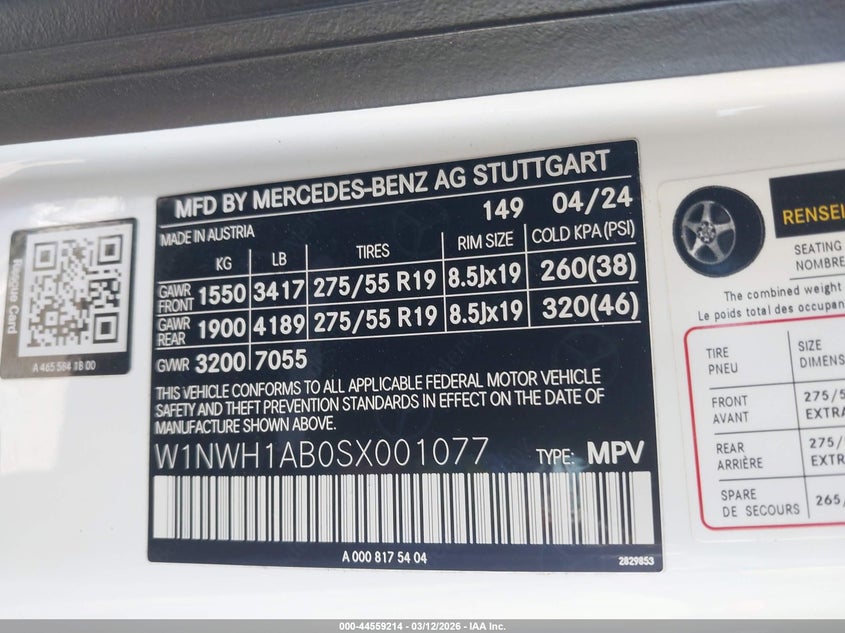 MFD BY MERCEDES-BENZ AG STUTTGART
149 04/24
MADE IN AUSTRIA
KG LB TIRES RIM SIZE COLD KPA (PSI)
GAWR FRONT 1550 3417 275/55 R19 8.5Jx19 260(38)
GAWR REAR 1900 4189 275/55 R19 8.5Jx19 320(46)
GVWR 3200 7055
THIS VEHICLE CONFORMS TO ALL APPLICABLE FEDERAL MOTOR VEHICLE
SAFETY AND THEFT PREVENTION STANDARDS IN EFFECT ON THE DATE OF
MANUFACTURE SHOWN ABOVE.
W1NWH1AB0SX001077 TYPE: MPV
A 000 817 54 04
2829853
Rescue Card
A 465 584 18 00
RENSEI
SEATING
NOMBRE
The combined weight
Le poids total des occupan
TIRE
PNEU
SIZE
DIMENS
FRONT
AVANT
275/5
EXTRA
REAR
ARRIÈRE
275/
EXTR
SPARE
DE SECOURS
265/
000-44559214 - 03/12/2026 - IAA Inc.